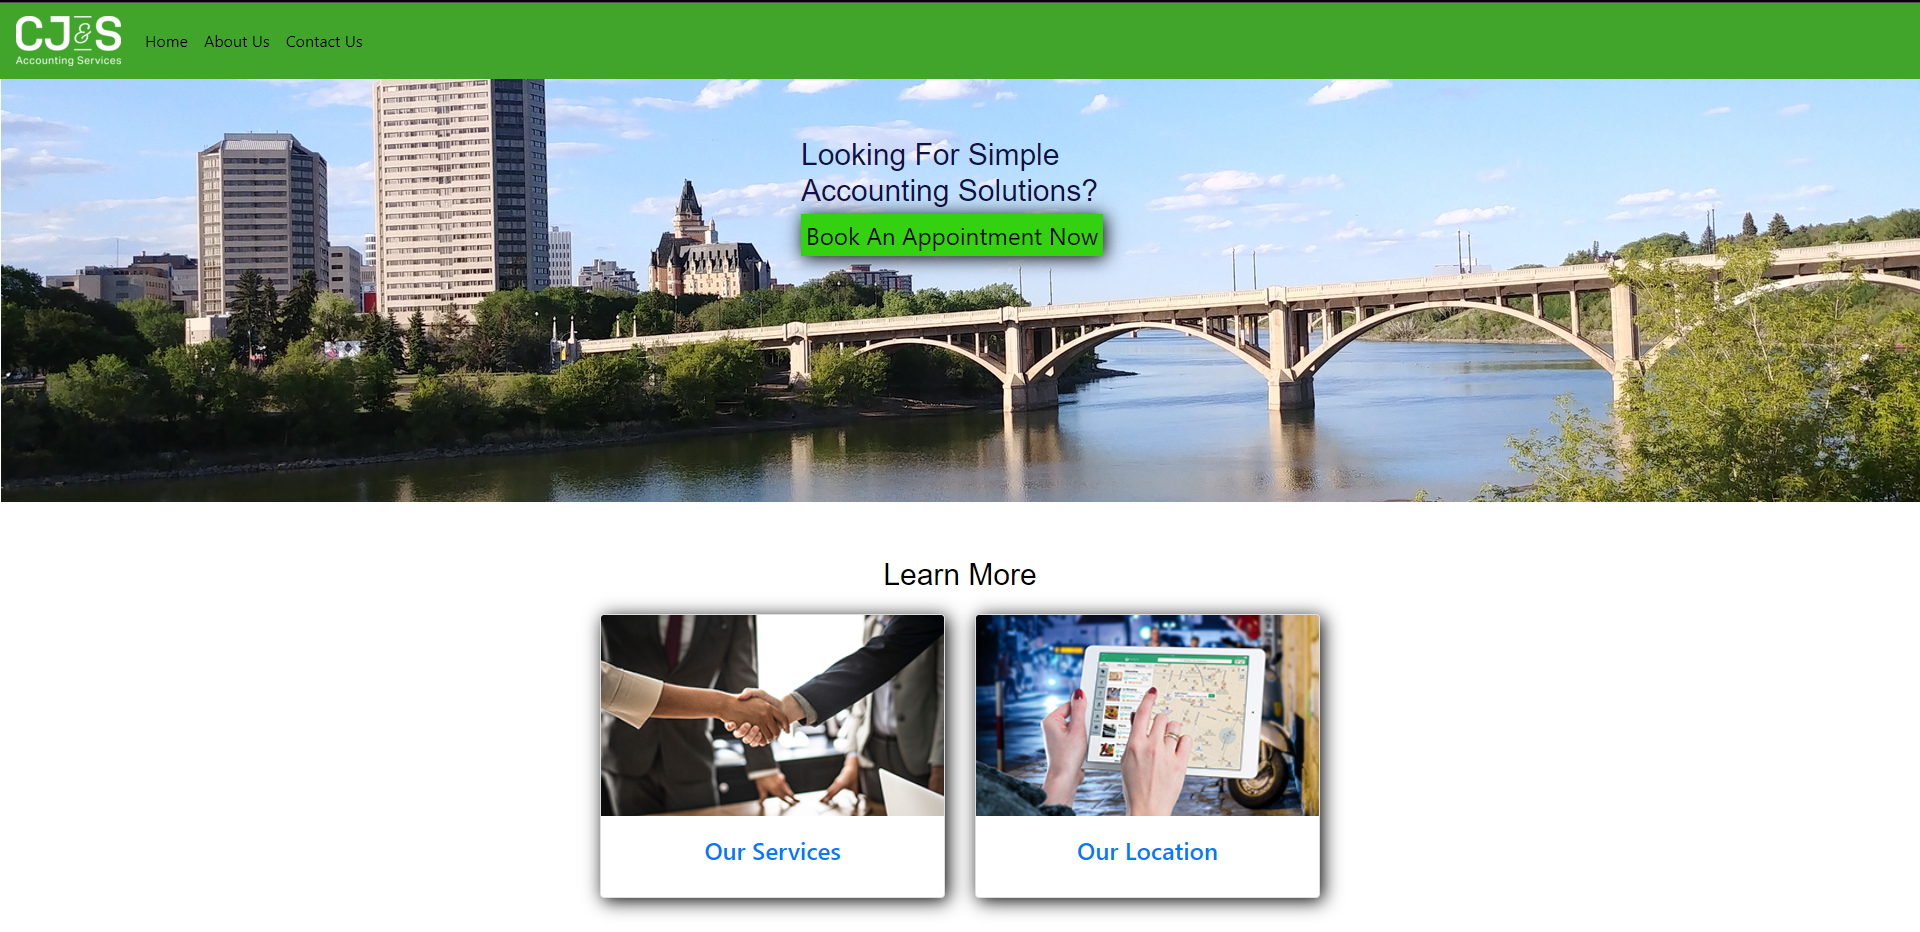 CJ&S
Accounting Services
Home About Us Contact Us
Looking For Simple
Accounting Solutions?
Book An Appointment Now
Learn More
Our Services
Our Location